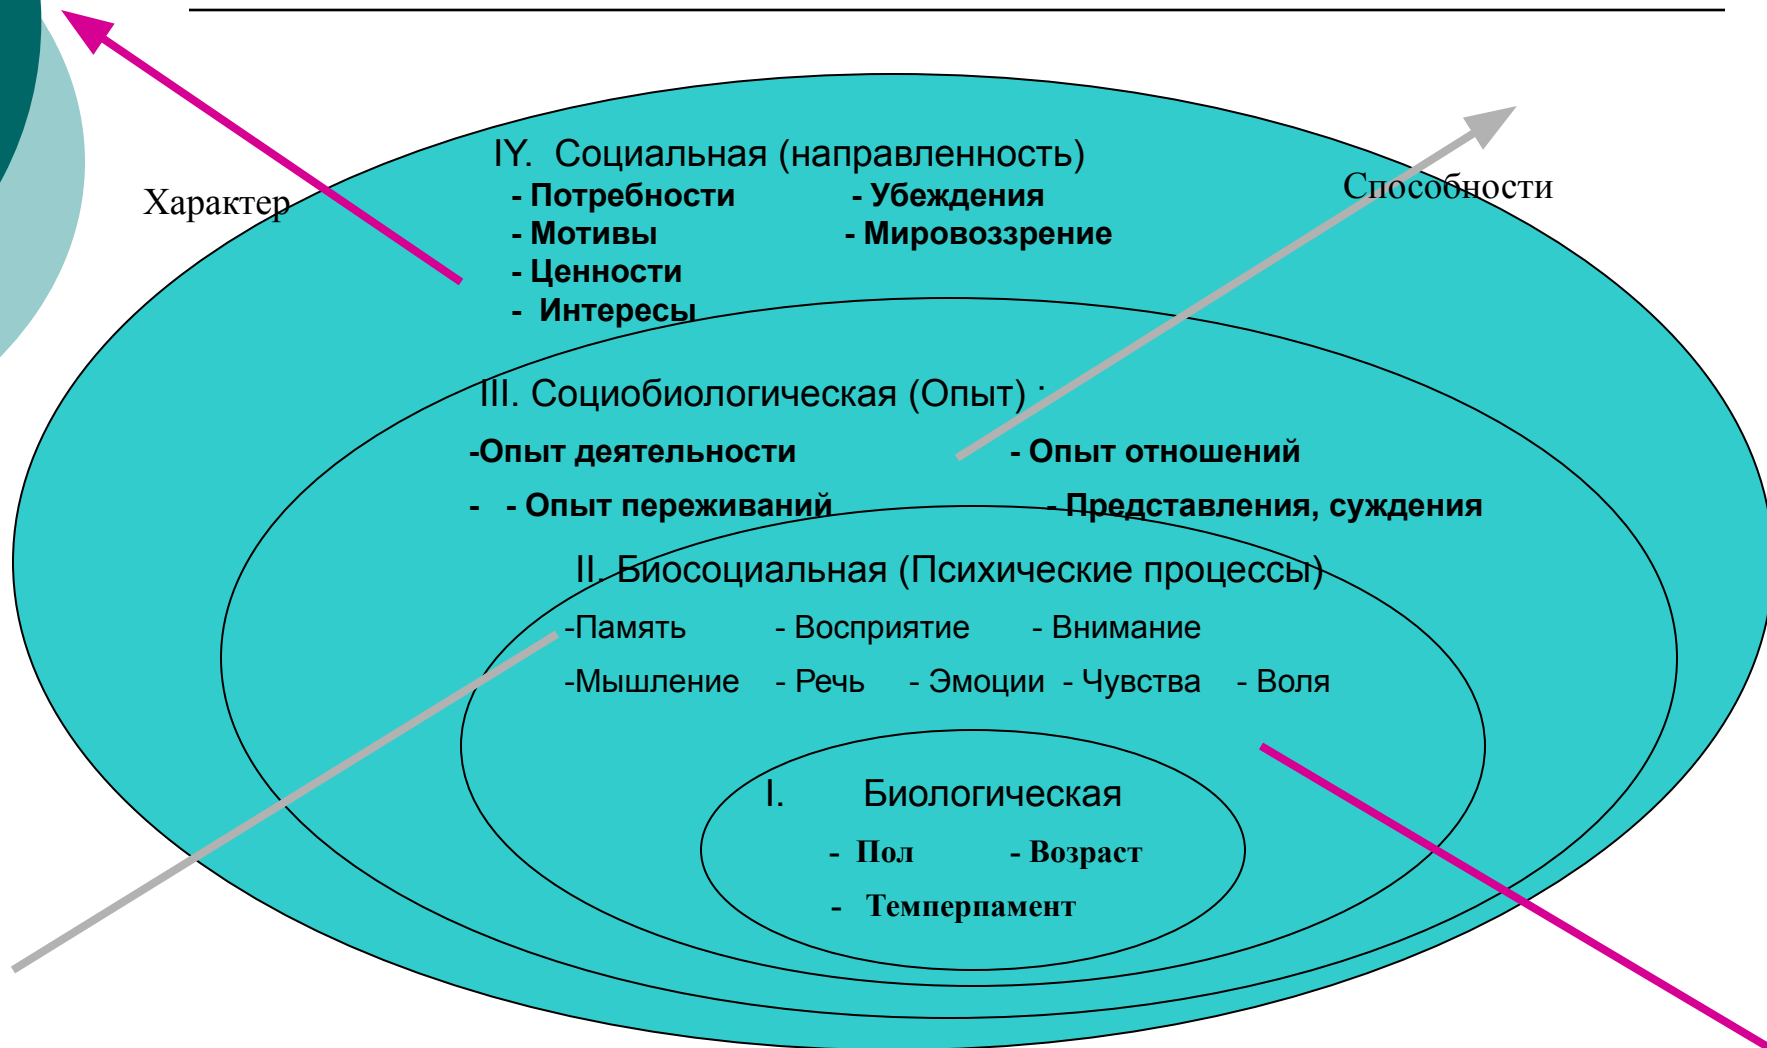 IY. Социальная (направленность)
Характер
Способности
- Потребности - Убеждения
- Мотивы - Мировоззрение
- Ценности
- Интересы
III. Социобиологическая (Опыт) :
-Опыт деятельности - Опыт отношений
- - Опыт переживаний - Представления, суждения
II. Биосоциальная (Психические процессы)
-Память - Восприятие - Внимание
-Мышление - Речь - Эмоции - Чувства - Воля
I. Биологическая
- Пол - Возраст
- Темперпамент